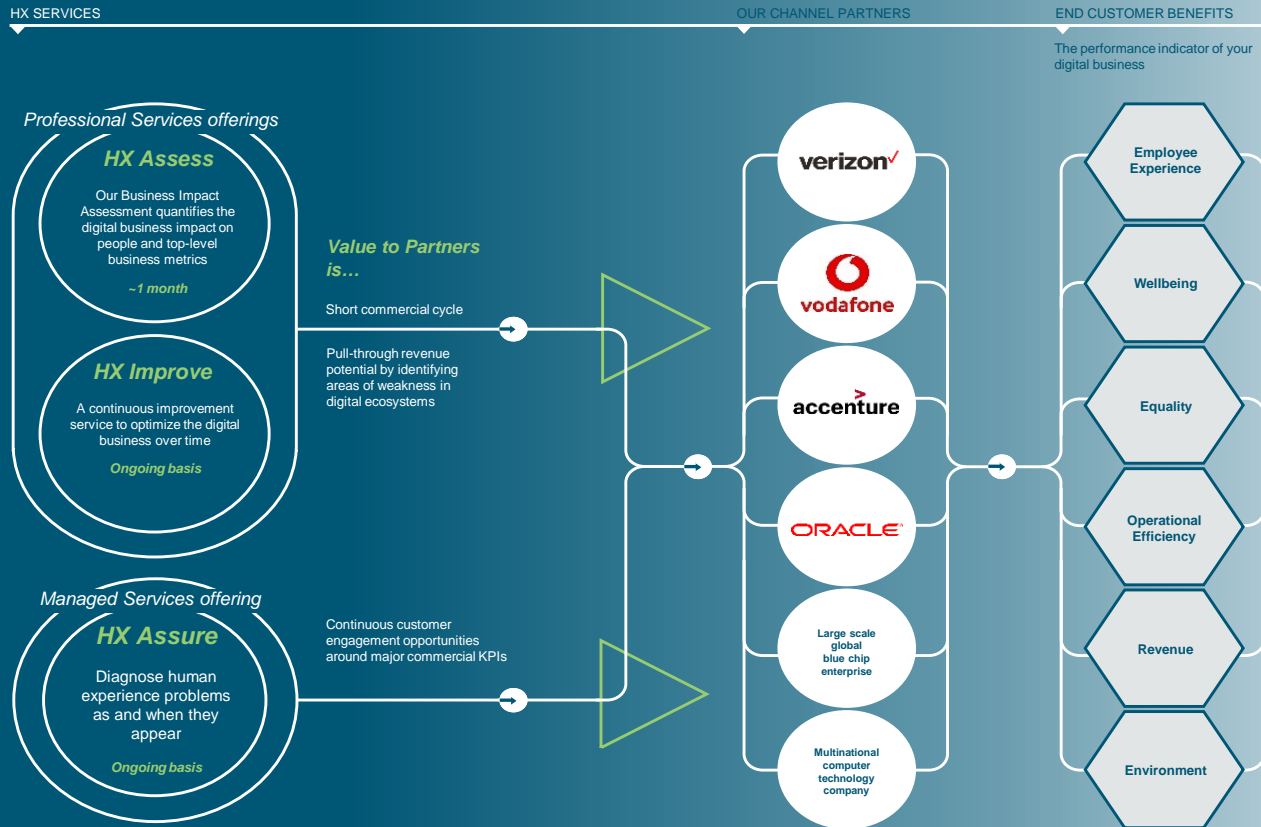 HX SERVICES
OUR CHANNEL PARTNERS
END CUSTOMER BENEFITS
The performance indicator of your
digital business
Professional Services offerings
HX Assess
Our Business Impact
Assessment quantifies the
digital business impact on
people and top-level
business metrics
~1 month
HX Improve
A continuous improvement
service to optimize the digital
business over time
Ongoing basis
Managed Services offering
HX Assure
Diagnose human
experience problems
as and when they
appear
Ongoing basis
Value to Partners
is…
Short commercial cycle
Pull-through revenue
potential by identifying
areas of weakness in
digital ecosystems
Continuous customer
engagement opportunities
around major commercial KPIs
verizon
vodafone
accenture
ORACLE
Large scale
global
blue chip
enterprise
Multinational
computer
technology
company
Employee
Experience
Wellbeing
Equality
Operational
Efficiency
Revenue
Environment